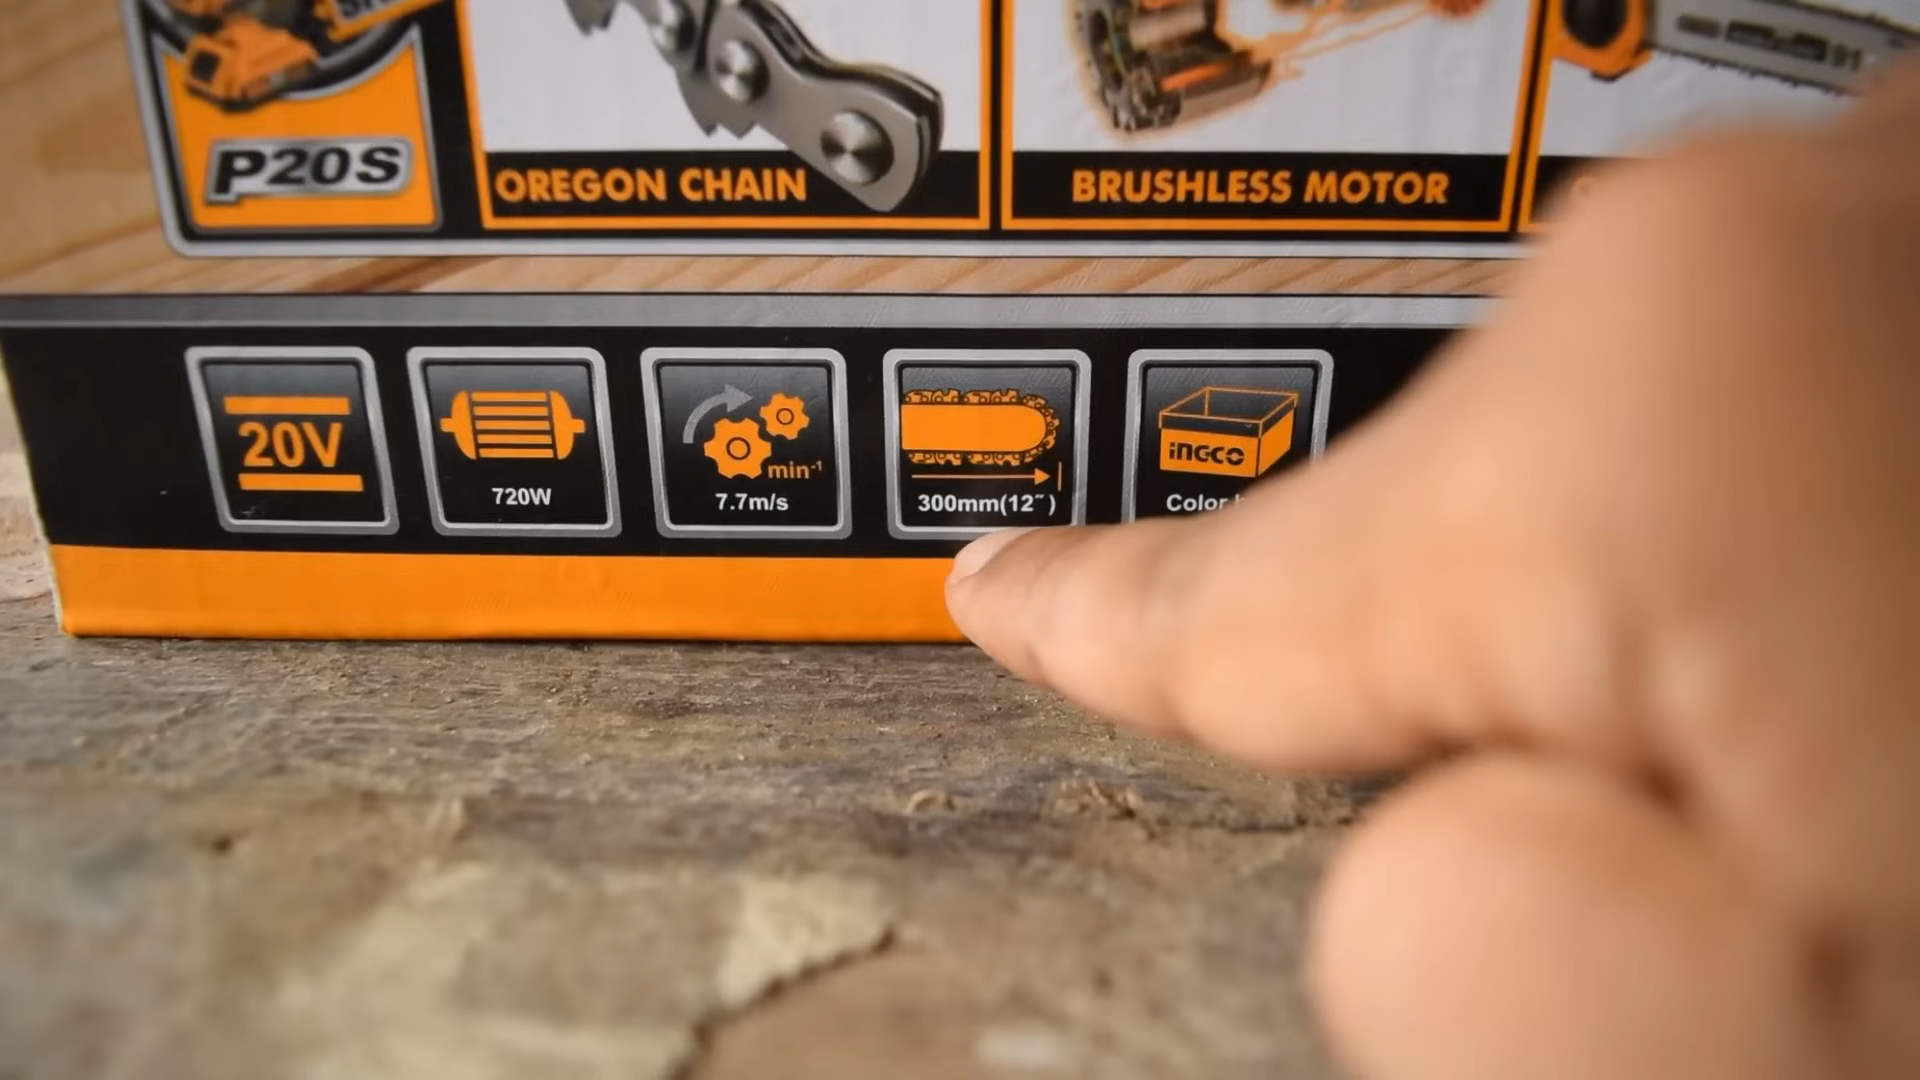 P20S
OREGON CHAIN
BRUSHLESS MOTOR
20V
720W
min-1
7.7m/s
300mm(12˝)
INGCO
Color